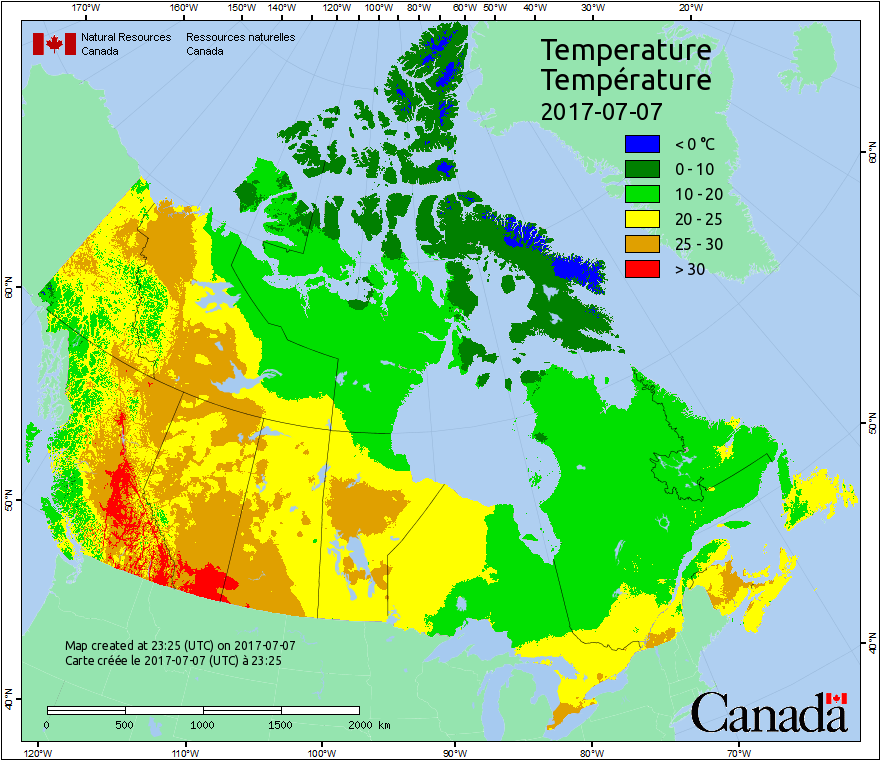 170°W 160°W 150°W 140°W 120°W 100°W 80°W 60°W 50°W 40°W 30°W 20°W
Natural Resources Ressources naturelles
Canada Canada
Temperature
Température
2017-07-07
< 0 °C
0 - 10
10 - 20
20 - 25
25 - 30
> 30
60°N
60°N
50°N
50°N
40°N
40°N
Map created at 23:25 (UTC) on 2017-07-07
Carte créée le 2017-07-07 (UTC) à 23:25
0 500 1000 1500 2000 km
Canada
120°W 110°W 100°W 90°W 80°W 70°W